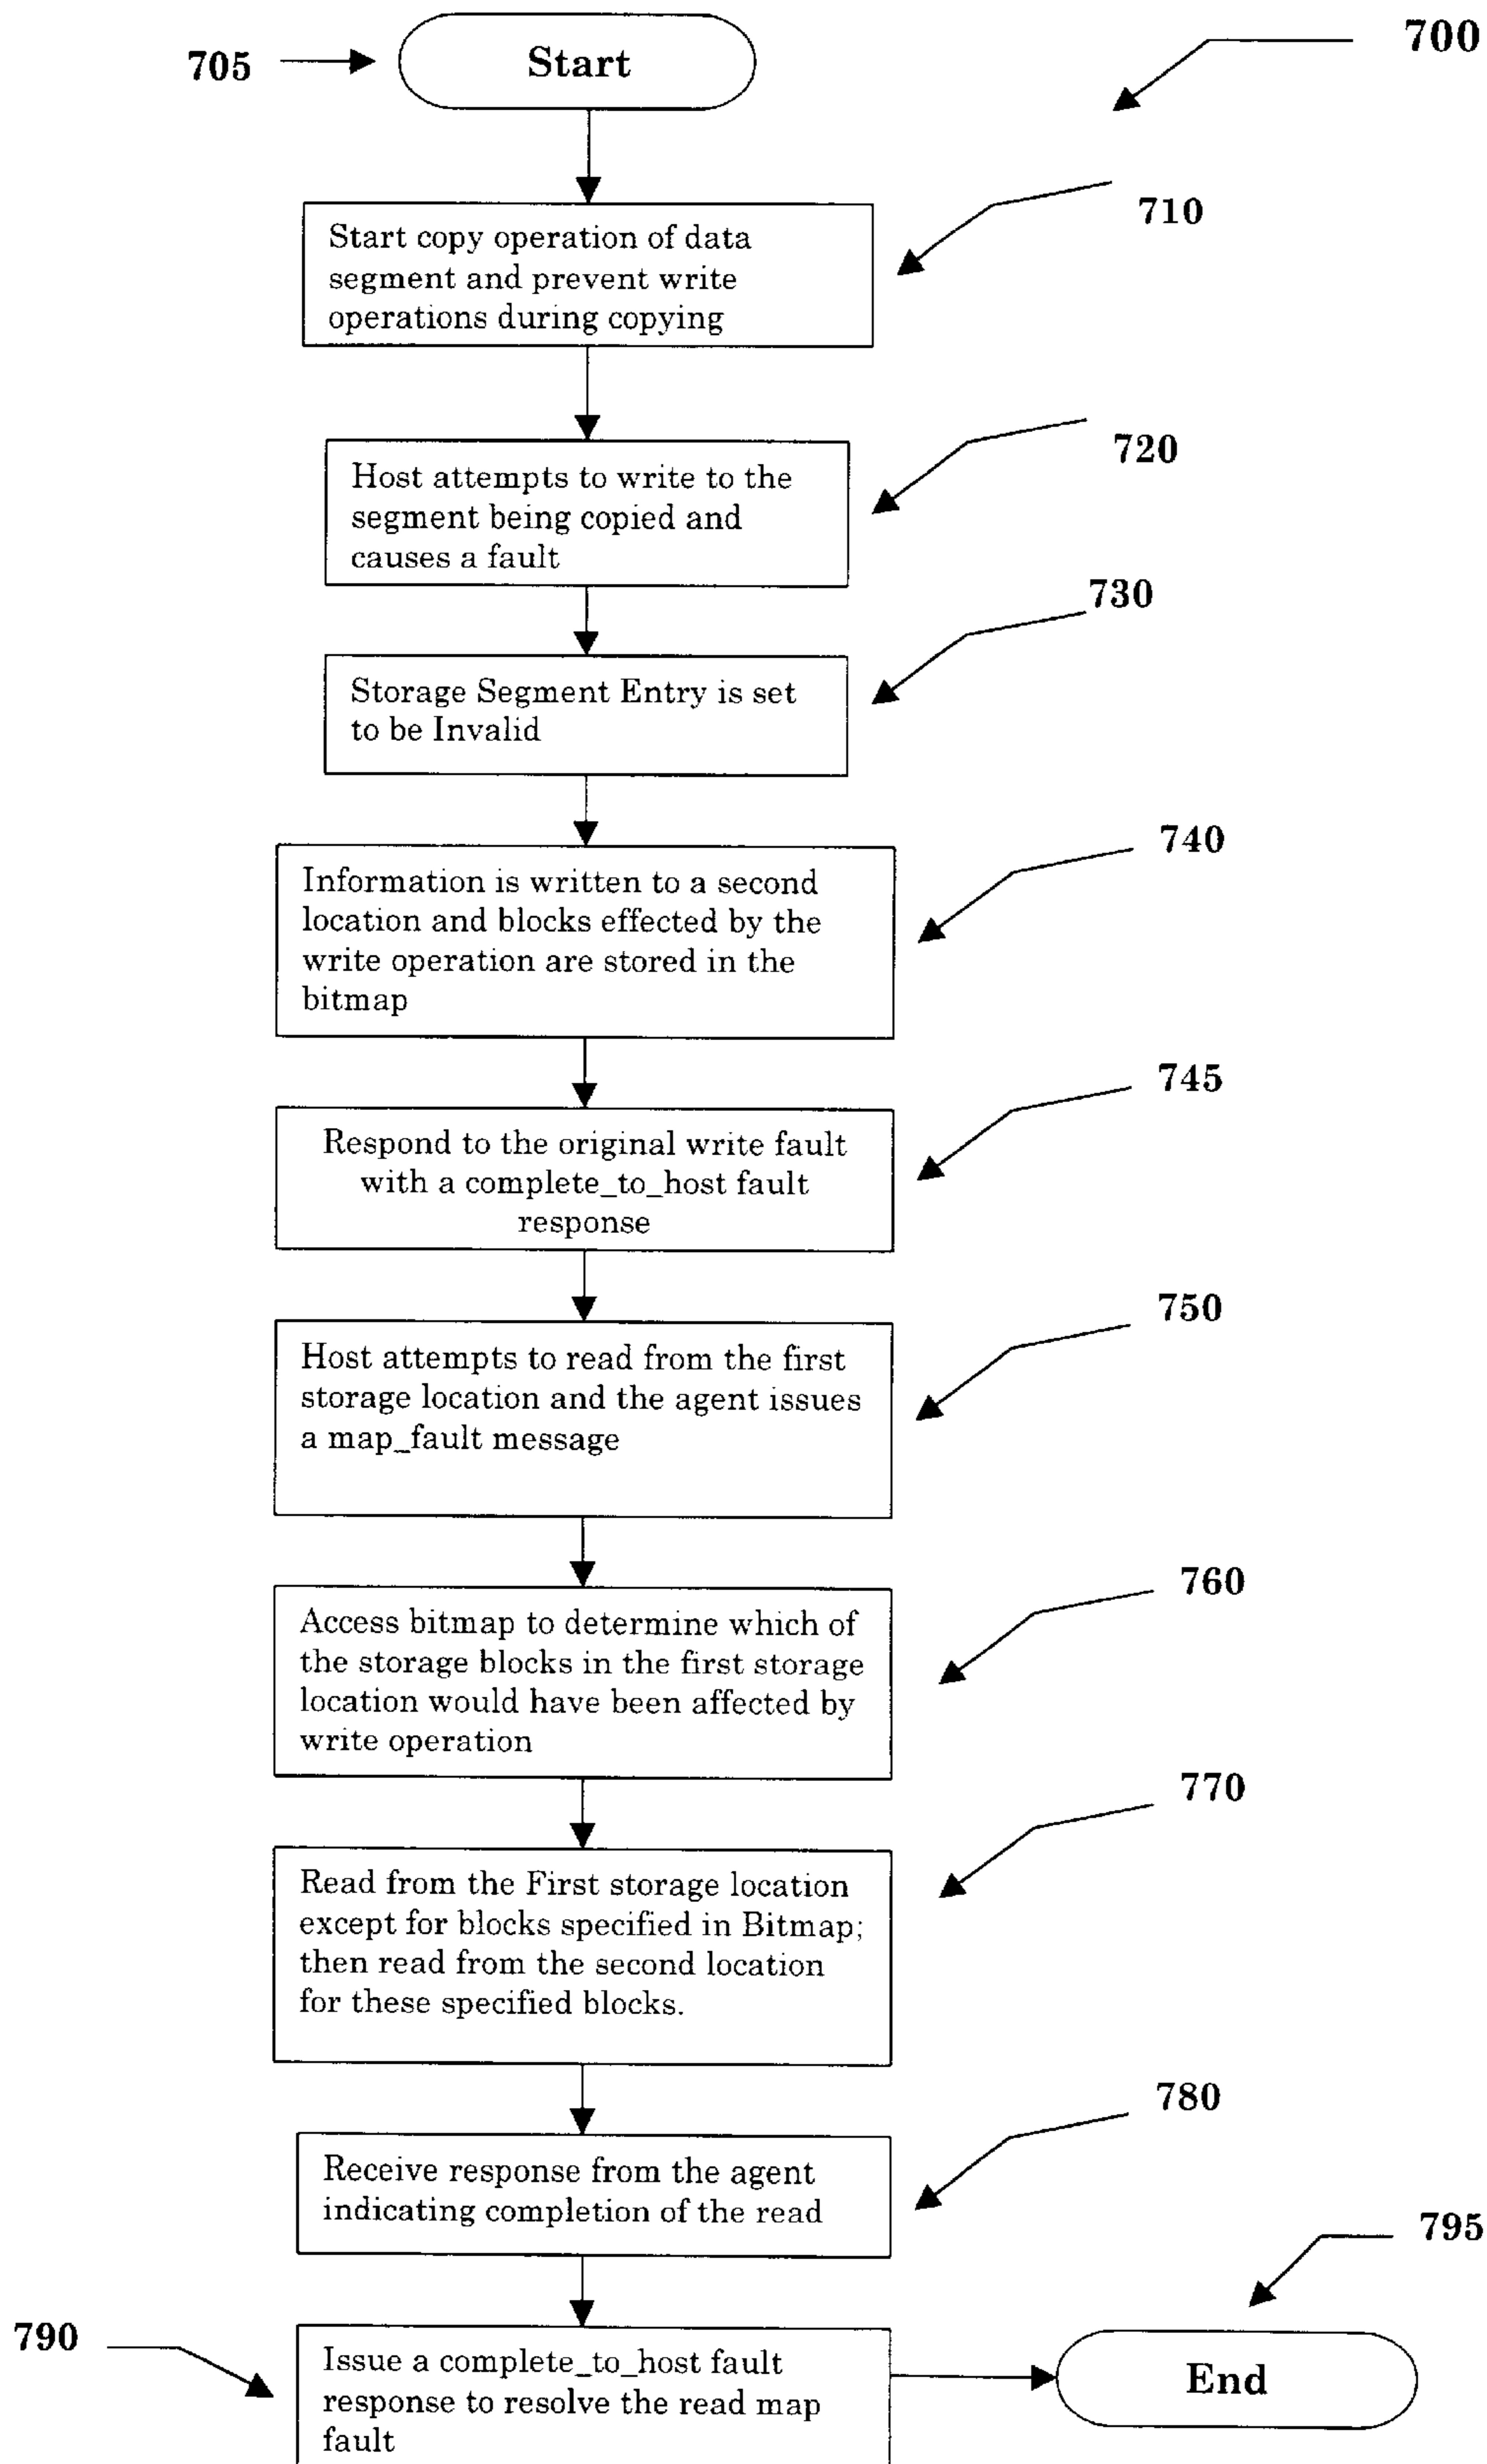 700
705
Start
710
Start copy operation of data
segment and prevent write
operations during copying
720
Host attempts to write to the
segment being copied and
causes a fault
730
Storage Segment Entry is set
to be Invalid
740
Information is written to a second
location and blocks effected by the
write operation are stored in the
bitmap
745
Respond to the original write fault
with a complete_to_host fault
response
750
Host attempts to read from the first
storage location and the agent issues
a map_fault message
760
Access bitmap to determine which of
the storage blocks in the first storage
location would have been affected by
write operation
770
Read from the First storage location
except for blocks specified in Bitmap;
then read from the second location
for these specified blocks.
780
Receive response from the agent
indicating completion of the read
795
790
Issue a complete_to_host fault
response to resolve the read map
fault
End